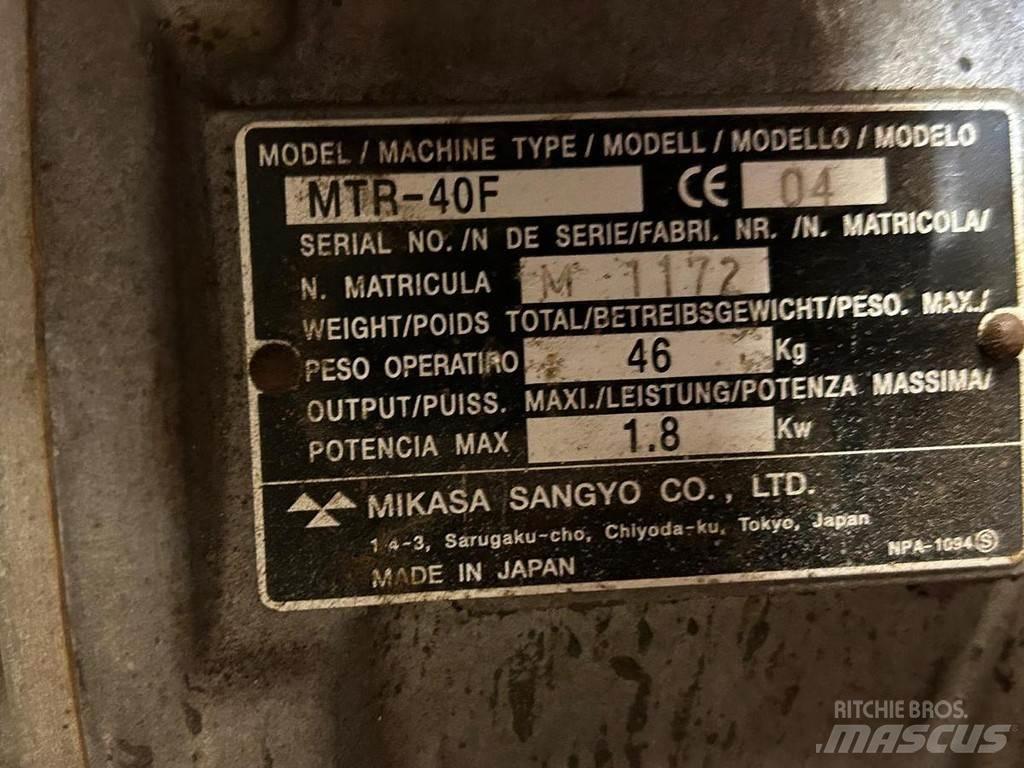 MODEL / MACHINE TYPE / MODELL / MODELLO / MODELO
MTR-40F CE 04
SERIAL NO. /N DE SERIE/FABRI. NR. /N. MATRICOLA/
N. MATRICULA M 1172
WEIGHT/POIDS TOTAL/BETREIBSGEWICHT/PESO. MAX./
PESO OPERATIRO 46 Kg
OUTPUT/PUISS. MAXI./LEISTUNG/POTENZA MASSIMA/
POTENCIA MAX 1.8 Kw
MIKASA SANGYO CO., LTD.
1-4-3, Sarugaku-cho, Chiyoda-ku, Tokyo, Japan
NPA-1094 S
MADE IN JAPAN
RITCHIE BROS.
MASCUS